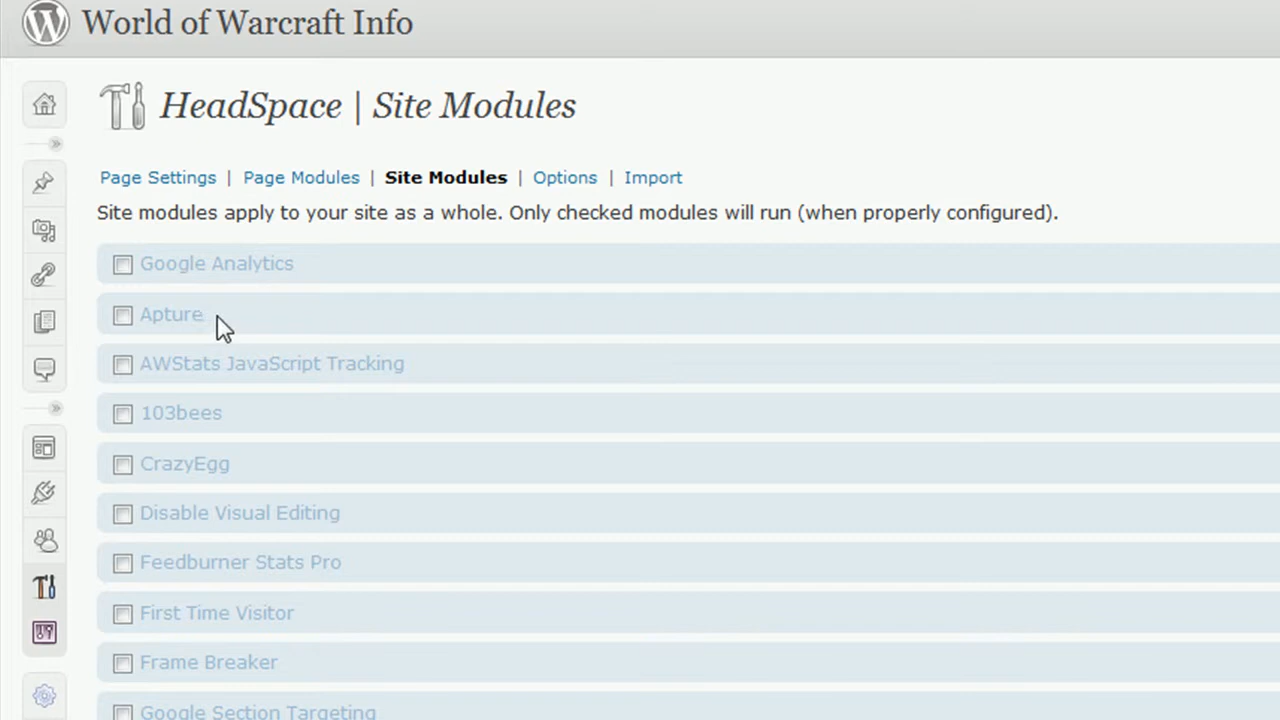 World of Warcraft Info
HeadSpace | Site Modules
Page Settings | Page Modules | Site Modules | Options | Import
Site modules apply to your site as a whole. Only checked modules will run (when properly configured).
Google Analytics
Apture
AWStats JavaScript Tracking
103bees
CrazyEgg
Disable Visual Editing
Feedburner Stats Pro
First Time Visitor
Frame Breaker
Google Section Targeting